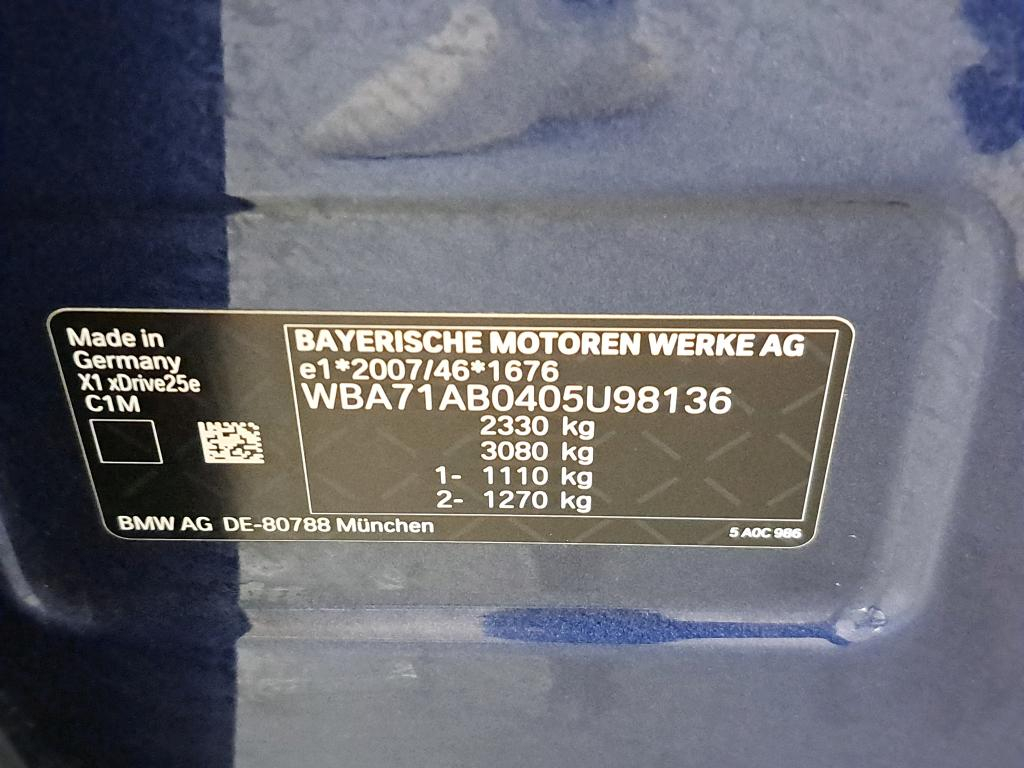 Made in
Germany
X1 xDrive25e
C1M
BAYERISCHE MOTOREN WERKE AG
e1*2007/46*1676
WBA71AB0405U98136
2330 kg
3080 kg
1- 1110 kg
2- 1270 kg
BMW AG DE-80788 München
5 A0C 986